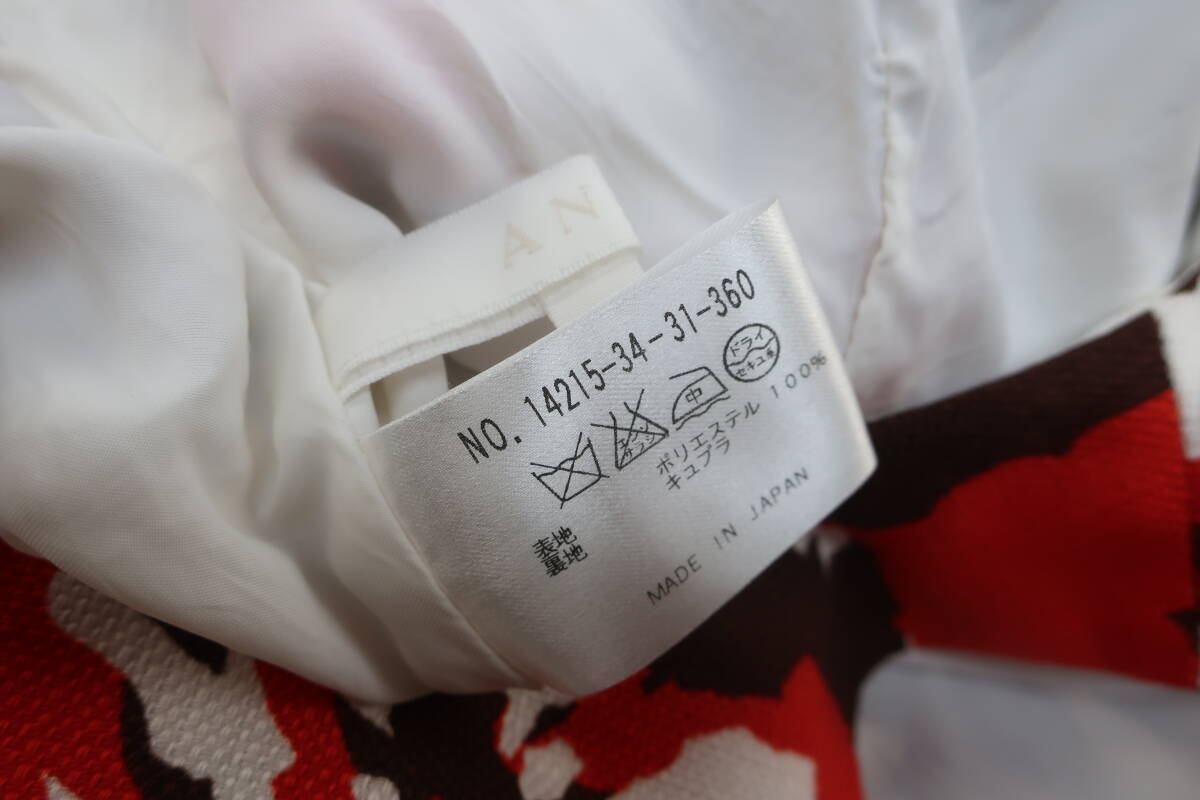 AN
NO. 14215-34-31-360
エンソ
サラシ
中
ドライ
セキユ系
表地 ポリエステル 100%
裏地 キュプラ
MADE IN JAPAN